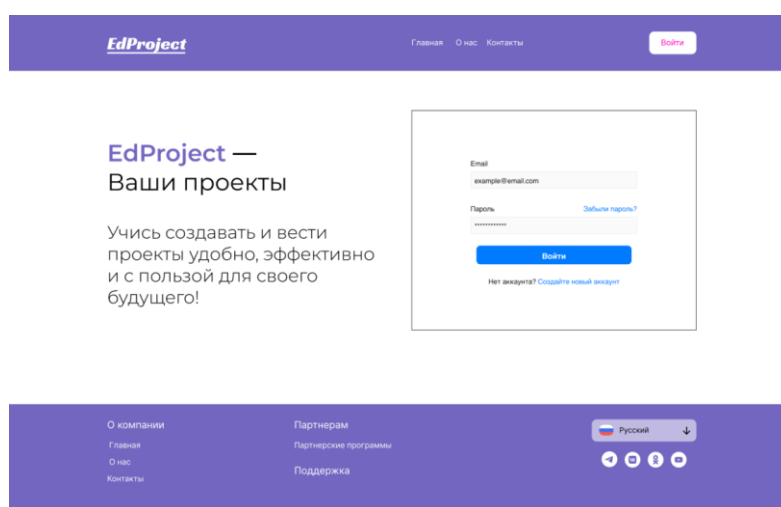 EdProject
Главная О нас Контакты
Войти
EdProject —
Ваши проекты
Учись создавать и вести
проекты удобно, эффективно
и с пользой для своего
будущего!
Email
example@email.com
Пароль Забыли пароль?
************
Войти
Нет аккаунта? Создайте новый аккаунт
О компании
Главная
О нас
Контакты
Партнерам
Партнерские программы
Поддержка
Русский